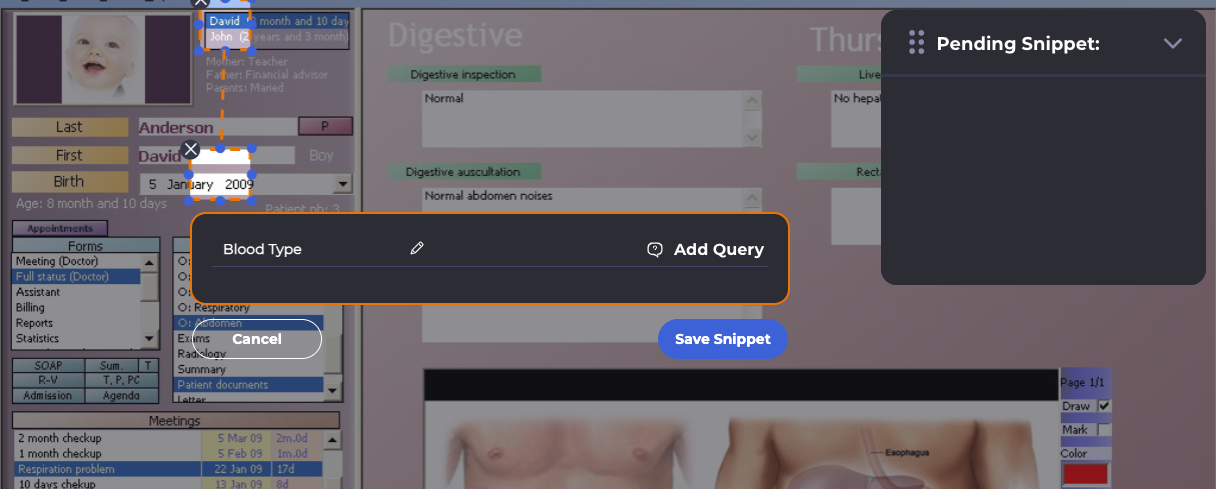 David (8 month and 10 day
John (2 years and 3 month)
Mother: Teacher
Father: Financial advisor
Parents: Maried
Last
Anderson
P
First
David
Boy
Birth
5 January 2009
Age: 8 month and 10 days
Patient nb: 3
Appointments
Forms
Meeting (Doctor)
Full status (Doctor)
Assistant
Billing
Reports
Statistics
O:
O:
O:
O: Respiratory
O: Abdomen
Exams
Radiology
Summary
Patient documents
Letter
SOAP
Sum.
T
R-V
T, P, PC
Admission
Agenda
Meetings
2 month checkup 5 Mar 09 2m.0d
1 month checkup 5 Feb 09 1m.0d
Respiration problem 22 Jan 09 17d
10 days chekup 13 Jan 09 8d
Digestive
Digestive inspection
Normal
Digestive auscultation
Normal abdomen noises
Thurs
Live
No hepat
Recta
Pending Snippet:
Blood Type
Add Query
Cancel
Save Snippet
Esophagus
Page 1/1
Draw
Mark
Color